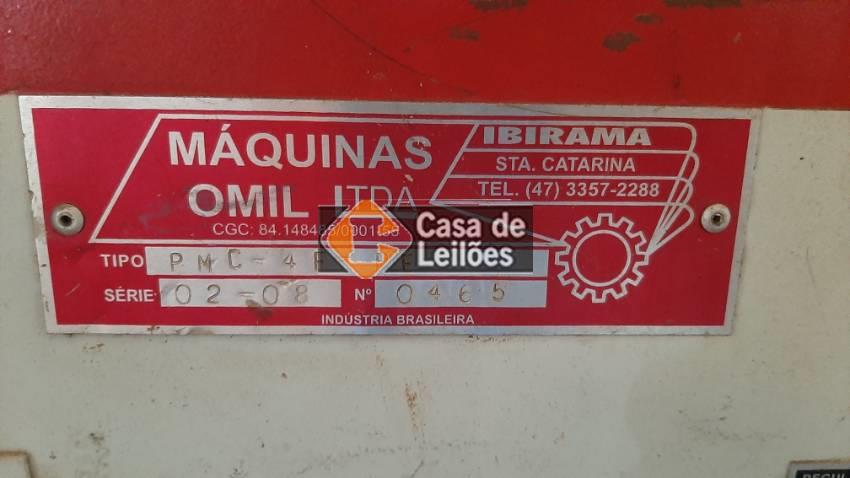 MÁQUINAS
OMIL LTDA
IBIRAMA
STA. CATARINA
TEL. (47) 3357-2288
CGC:
Casa de
Leilões
TIPO
SÉRIE 02-08 Nº 0465
INDÚSTRIA BRASILEIRA